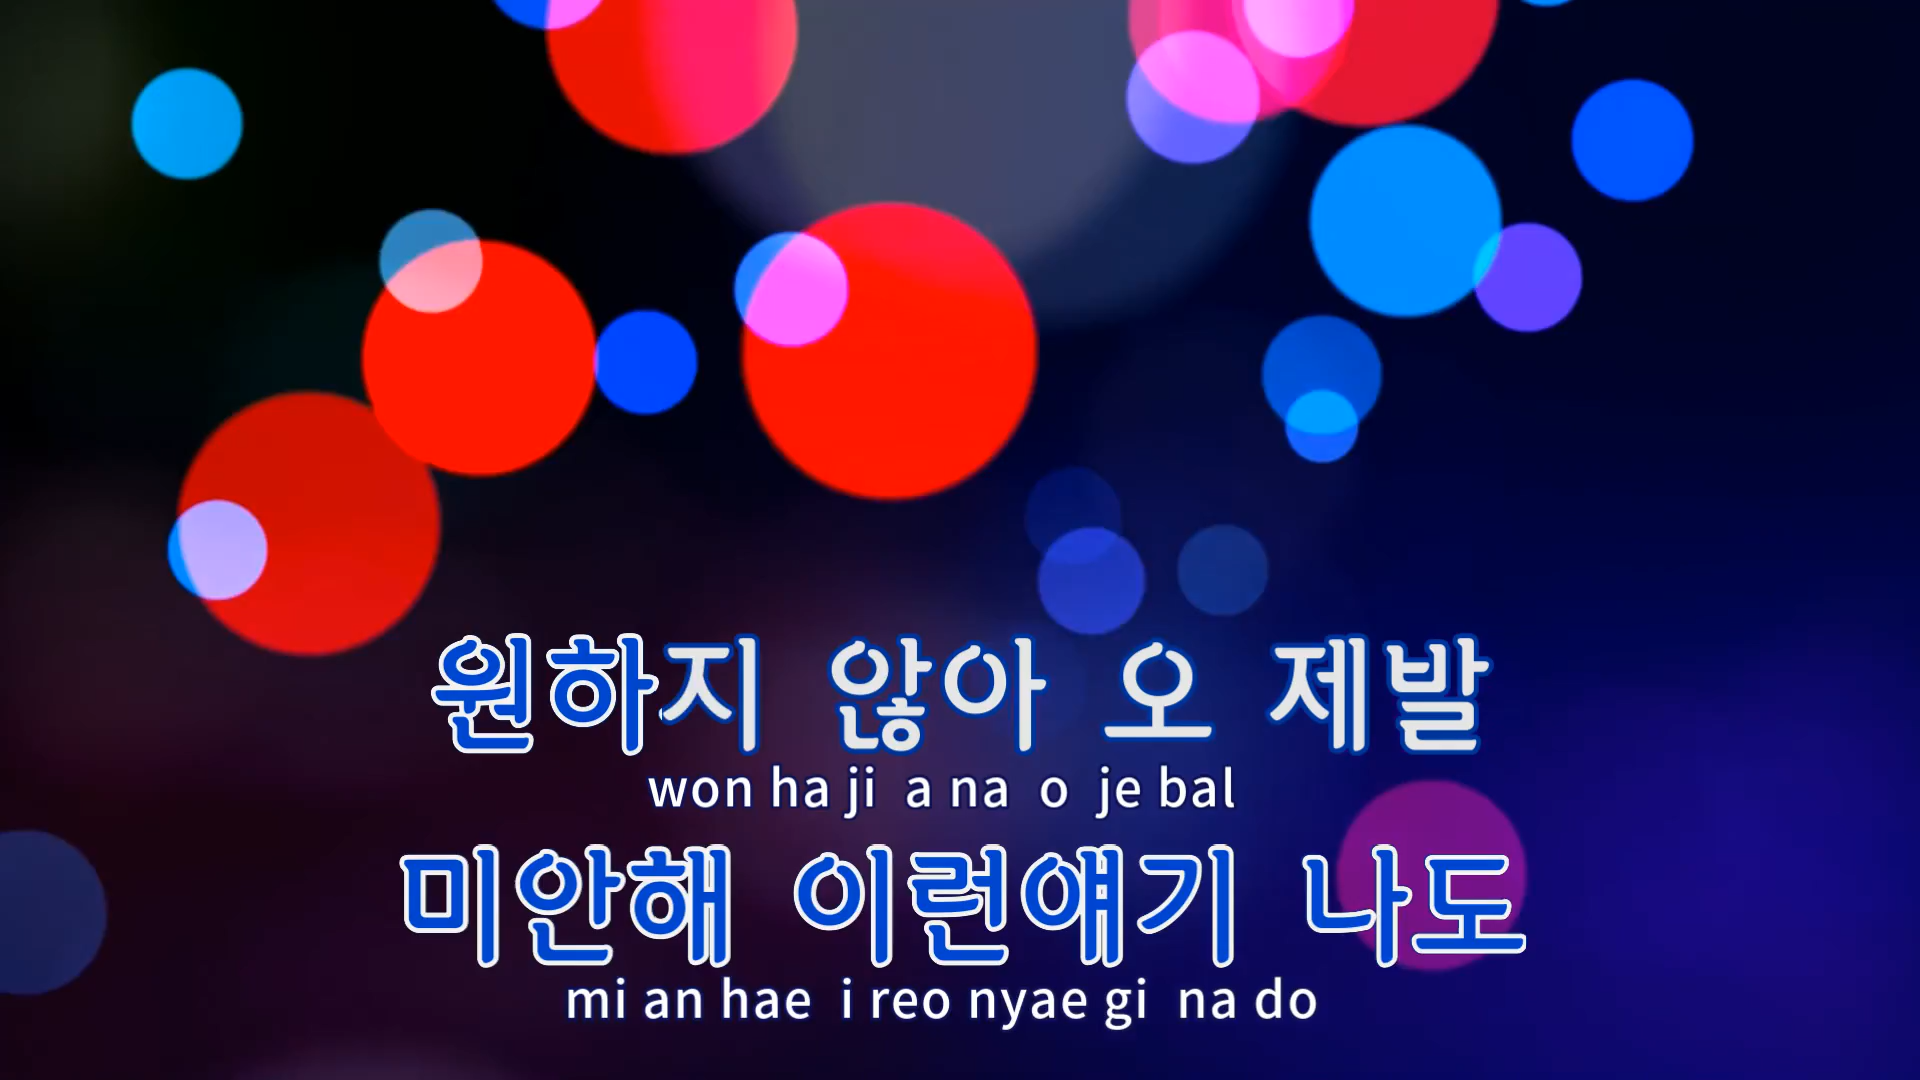 원하지 않아 오 제발
won ha ji a na o je bal
미안해 이런얘기 나도
mi an hae i reo nyae gi na do